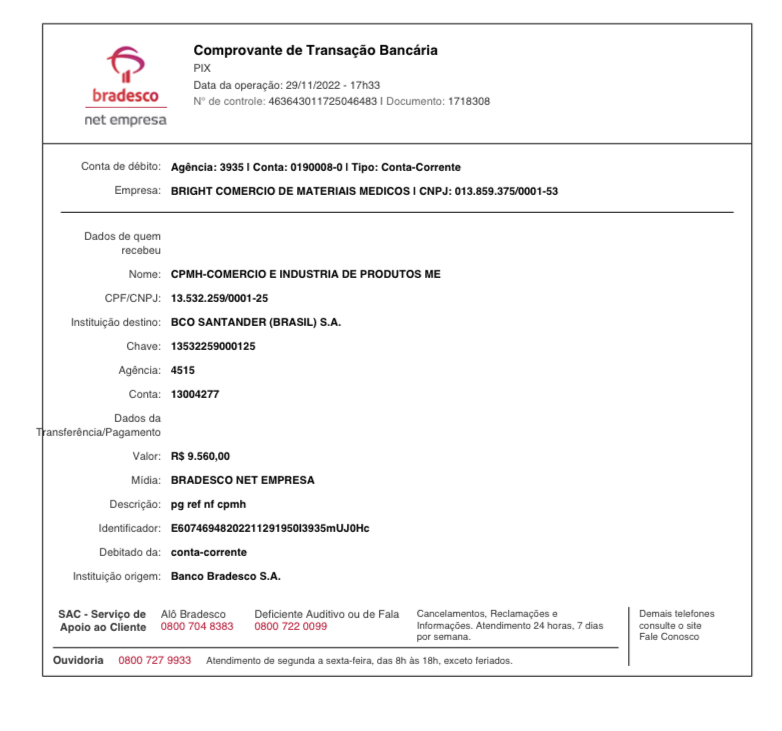 bradesco
net empresa
Comprovante de Transação Bancária
PIX
Data da operação: 29/11/2022 - 17h33
N° de controle: 463643011725046483 | Documento: 1718308
Conta de débito: Agência: 3935 | Conta: 0190008-0 | Tipo: Conta-Corrente
Empresa: BRIGHT COMERCIO DE MATERIAIS MEDICOS | CNPJ: 013.859.375/0001-53
Dados de quem
recebeu
Nome: CPMH-COMERCIO E INDUSTRIA DE PRODUTOS ME
CPF/CNPJ: 13.532.259/0001-25
Instituição destino: BCO SANTANDER (BRASIL) S.A.
Chave: 13532259000125
Agência: 4515
Conta: 13004277
Dados da
Transferência/Pagamento
Valor: R$ 9.560,00
Mídia: BRADESCO NET EMPRESA
Descrição: pg ref nf cpmh
Identificador: E60746948202211291950I3935mUJ0Hc
Debitado da: conta-corrente
Instituição origem: Banco Bradesco S.A.
SAC - Serviço de
Apoio ao Cliente
Alô Bradesco
0800 704 8383
Deficiente Auditivo ou de Fala
0800 722 0099
Cancelamentos, Reclamações e
Informações. Atendimento 24 horas, 7 dias
por semana.
Demais telefones
consulte o site
Fale Conosco
Ouvidoria 0800 727 9933 Atendimento de segunda a sexta-feira, das 8h às 18h, exceto feriados.